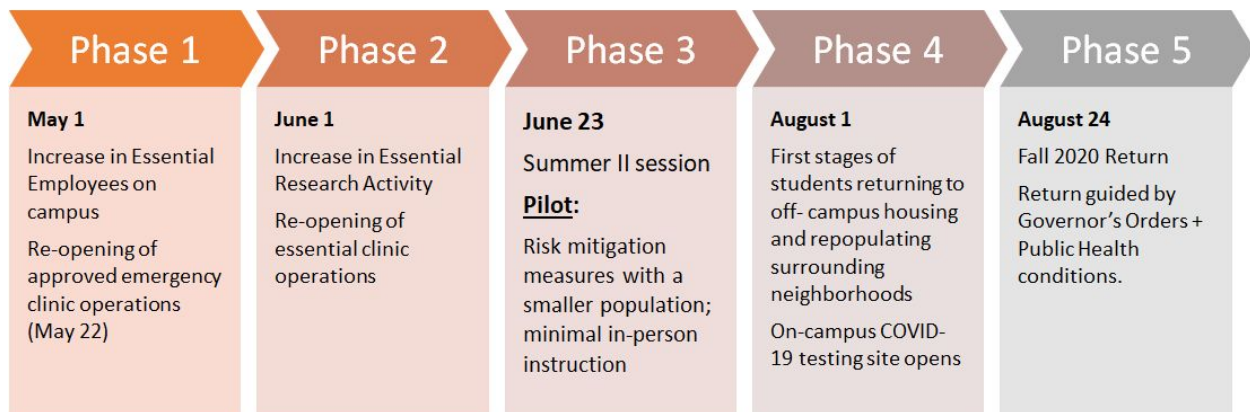 Phase 1
May 1
Increase in Essential
Employees on
campus
Re-opening of
approved emergency
clinic operations
(May 22)
Phase 2
June 1
Increase in Essential
Research Activity
Re-opening of
essential clinic
operations
Phase 3
June 23
Summer II session
Pilot:
Risk mitigation
measures with a
smaller population;
minimal in-person
instruction
Phase 4
August 1
First stages of
students returning to
off- campus housing
and repopulating
surrounding
neighborhoods
On-campus COVID-
19 testing site opens
Phase 5
August 24
Fall 2020 Return
Return guided by
Governor’s Orders +
Public Health
conditions.